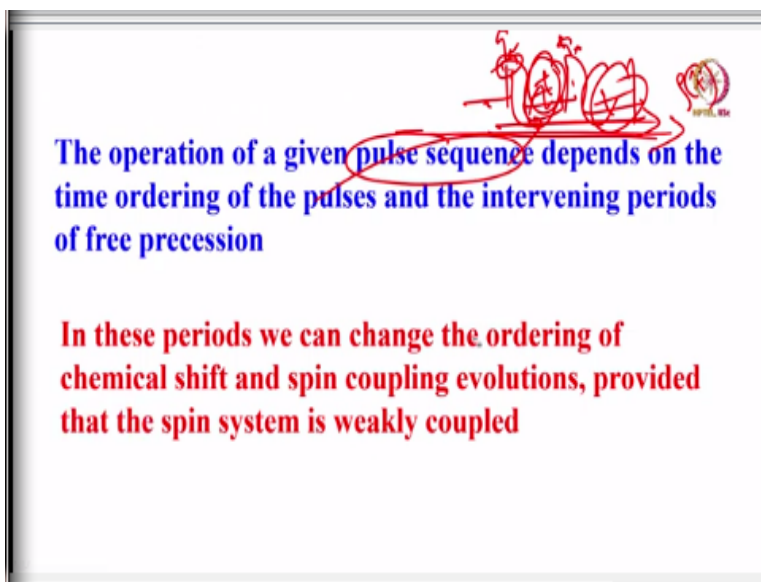 The operation of a given pulse sequence depends on the
time ordering of the pulses and the intervening periods
of free precession
In these periods we can change the ordering of
chemical shift and spin coupling evolutions, provided
that the spin system is weakly coupled